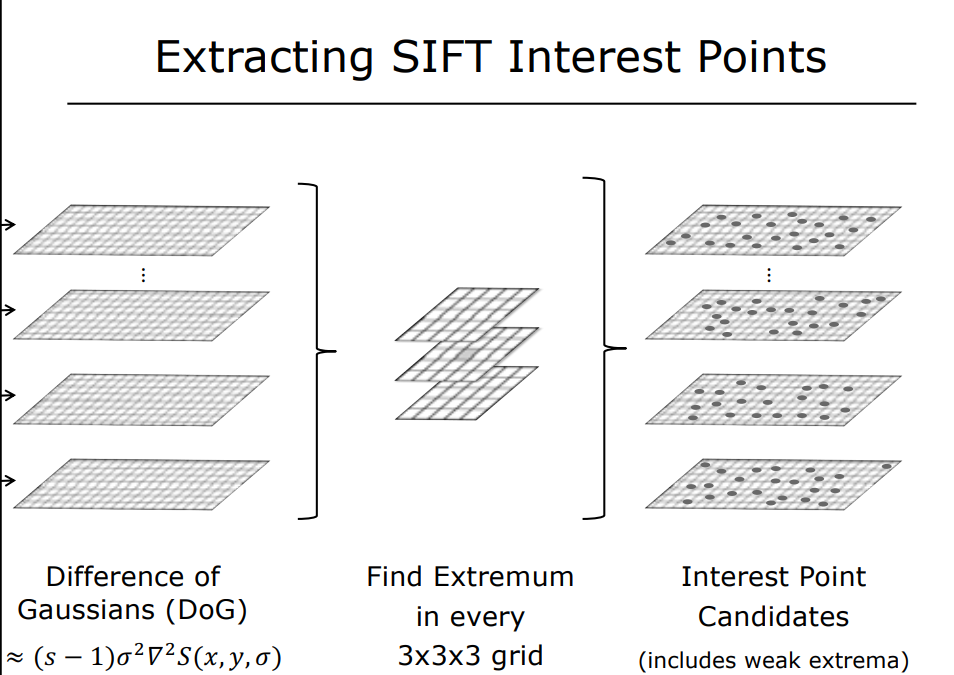 Extracting SIFT Interest Points
⋮
⋮
Difference of
Gaussians (DoG)
≈ (s − 1)σ²∇²S(x, y, σ)
Find Extremum
in every
3x3x3 grid
Interest Point
Candidates
(includes weak extrema)